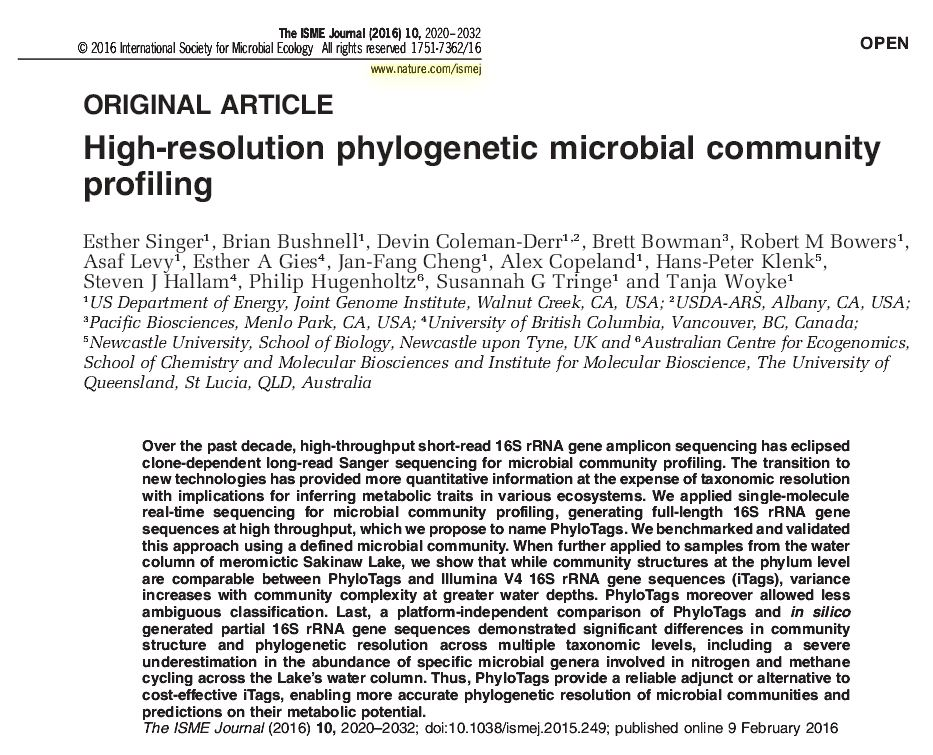 The ISME Journal (2016) 10, 2020–2032
© 2016 International Society for Microbial Ecology All rights reserved 1751-7362/16
OPEN
www.nature.com/ismej
ORIGINAL ARTICLE
High-resolution phylogenetic microbial community
profiling
Esther Singer¹, Brian Bushnell¹, Devin Coleman-Derr¹,², Brett Bowman³, Robert M Bowers¹,
Asaf Levy¹, Esther A Gies⁴, Jan-Fang Cheng¹, Alex Copeland¹, Hans-Peter Klenk⁵,
Steven J Hallam⁴, Philip Hugenholtz⁶, Susannah G Tringe¹ and Tanja Woyke¹
¹US Department of Energy, Joint Genome Institute, Walnut Creek, CA, USA; ²USDA-ARS, Albany, CA, USA;
³Pacific Biosciences, Menlo Park, CA, USA; ⁴University of British Columbia, Vancouver, BC, Canada;
⁵Newcastle University, School of Biology, Newcastle upon Tyne, UK and ⁶Australian Centre for Ecogenomics,
School of Chemistry and Molecular Biosciences and Institute for Molecular Bioscience, The University of
Queensland, St Lucia, QLD, Australia
Over the past decade, high-throughput short-read 16S rRNA gene amplicon sequencing has eclipsed
clone-dependent long-read Sanger sequencing for microbial community profiling. The transition to
new technologies has provided more quantitative information at the expense of taxonomic resolution
with implications for inferring metabolic traits in various ecosystems. We applied single-molecule
real-time sequencing for microbial community profiling, generating full-length 16S rRNA gene
sequences at high throughput, which we propose to name PhyloTags. We benchmarked and validated
this approach using a defined microbial community. When further applied to samples from the water
column of meromictic Sakinaw Lake, we show that while community structures at the phylum level
are comparable between PhyloTags and Illumina V4 16S rRNA gene sequences (iTags), variance
increases with community complexity at greater water depths. PhyloTags moreover allowed less
ambiguous classification. Last, a platform-independent comparison of PhyloTags and in silico
generated partial 16S rRNA gene sequences demonstrated significant differences in community
structure and phylogenetic resolution across multiple taxonomic levels, including a severe
underestimation in the abundance of specific microbial genera involved in nitrogen and methane
cycling across the Lake's water column. Thus, PhyloTags provide a reliable adjunct or alternative to
cost-effective iTags, enabling more accurate phylogenetic resolution of microbial communities and
predictions on their metabolic potential.
The ISME Journal (2016) 10, 2020–2032; doi:10.1038/ismej.2015.249; published online 9 February 2016